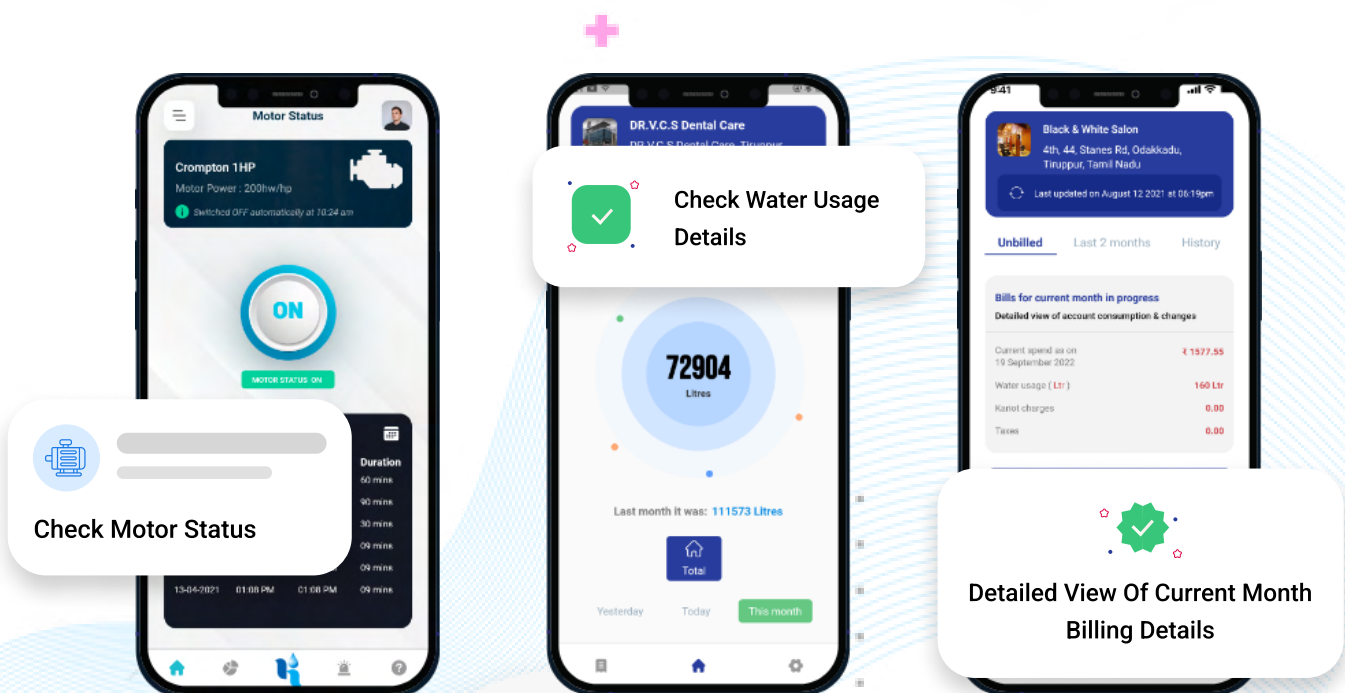 Motor Status
Crompton 1HP
Motor Power : 200hw/hp
Switched OFF automatically at 10:24 am
ON
MOTOR STATUS ON
Duration
60 mins
90 mins
30 mins
09 mins
09 mins
13-04-2021 01:08 PM 01:08 PM 09 mins
Check Motor Status
DR.V.C.S Dental Care
DR.V.C.S Dental Care, Tiruppur
Check Water Usage
Details
72904
Litres
Last month it was: 111573 Litres
Total
Yesterday Today This month
9:41
Black & White Salon
4th, 44, Stanes Rd, Odakkadu,
Tiruppur, Tamil Nadu
Last updated on August 12 2021 at 06:19pm
Unbilled Last 2 months History
Bills for current month in progress
Detailed view of account consumption & changes
Current spend as on
19 September 2022 ₹ 1577.55
Water usage ( Ltr ) 160 Ltr
Kariot charges 0.00
Taxes 0.00
Detailed View Of Current Month
Billing Details